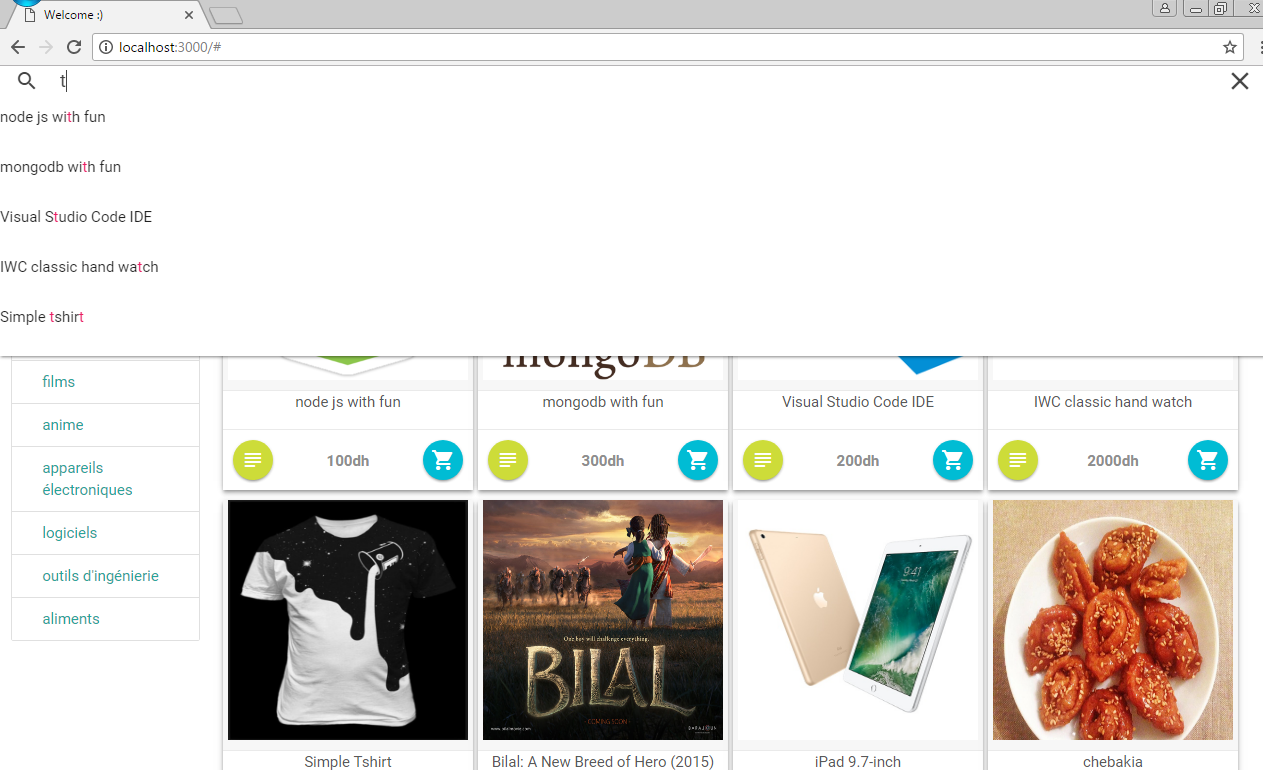 Welcome :)
localhost:3000/#
t
node js with fun
mongodb with fun
Visual Studio Code IDE
IWC classic hand watch
Simple tshirt
mongoDB
films
anime
appareils
électroniques
logiciels
outils d'ingénierie
aliments
node js with fun
mongodb with fun
Visual Studio Code IDE
IWC classic hand watch
100dh
300dh
200dh
2000dh
One boy will challenge everything.
BILAL
COMING SOON
BARAJOUN
9:41
Simple Tshirt
Bilal: A New Breed of Hero (2015)
iPad 9.7-inch
chebakia